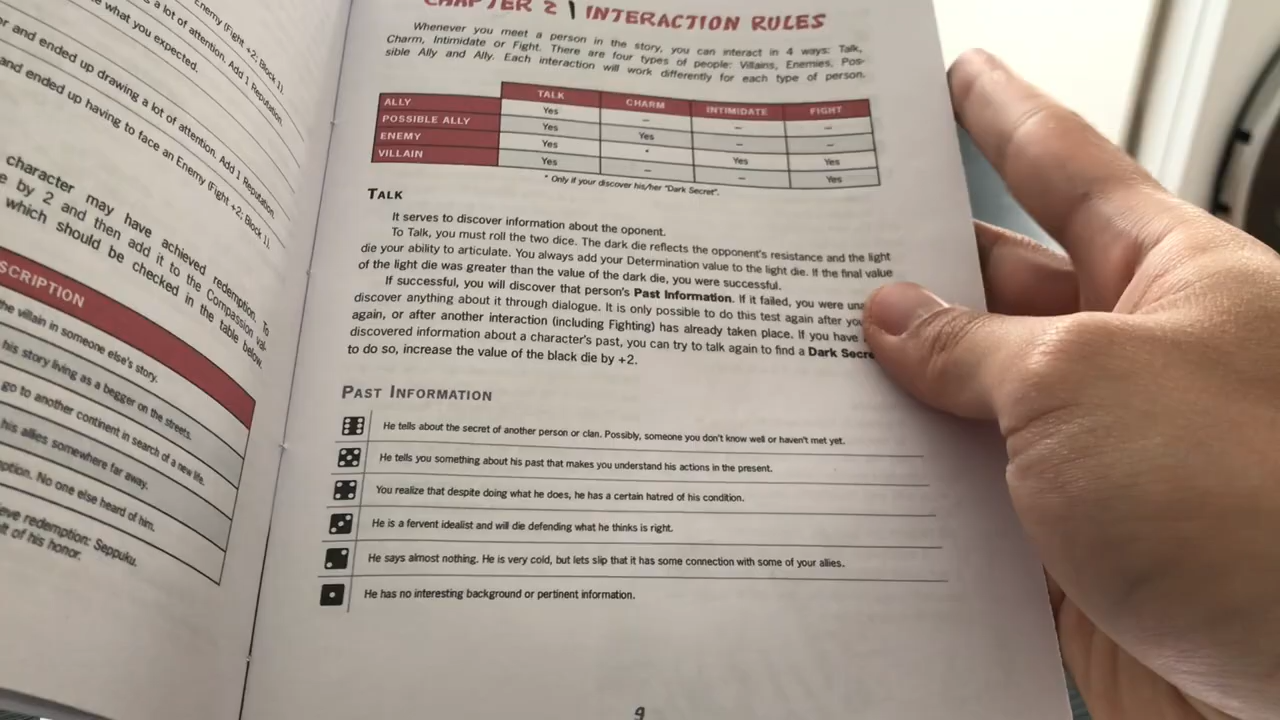 Enemy (Fight +2; Block 1).
a lot of attention. Add 1 Reputation.
what you expected.
and ended up drawing a lot of attention. Add 1 Reputation.
and ended up having to face an Enemy (Fight +2; Block 1).
character may have achieved redemption. To
by 2 and then add it to the Compassion val-
which should be checked in the table below.
SCRIPTION
the villain in someone else's story.
his story living as a begger on the streets.
go to another continent in search of a new life.
his allies somewhere far away.
No one else heard of him.
redemption: Seppuku.
of his honor.
CHAPTER 2 | INTERACTION RULES
Whenever you meet a person in the story, you can interact in 4 ways: Talk,
Charm, Intimidate or Fight. There are four types of people: Villains, Enemies, Pos-
sible Ally and Ally. Each interaction will work differently for each type of person.
TALK CHARM INTIMIDATE FIGHT
ALLY Yes – – –
POSSIBLE ALLY Yes Yes – –
ENEMY Yes * Yes Yes
VILLAIN Yes – – Yes
* Only if your discover his/her "Dark Secret".
TALK
It serves to discover information about the oponent.
To Talk, you must roll the two dice. The dark die reflects the opponent's resistance and the light
die your ability to articulate. You always add your Determination value to the light die. If the final value
of the light die was greater than the value of the dark die, you were successful.
If successful, you will discover that person's Past Information. If it failed, you were una
discover anything about it through dialogue. It is only possible to do this test again after you
again, or after another interaction (including Fighting) has already taken place. If you have
discovered information about a character's past, you can try to talk again to find a Dark Secre
to do so, increase the value of the black die by +2.
PAST INFORMATION
He tells about the secret of another person or clan. Possibly, someone you don't know well or haven't met yet.
He tells you something about his past that makes you understand his actions in the present.
You realize that despite doing what he does, he has a certain hatred of his condition.
He is a fervent idealist and will die defending what he thinks is right.
He says almost nothing. He is very cold, but lets slip that it has some connection with some of your allies.
He has no interesting background or pertinent information.
9